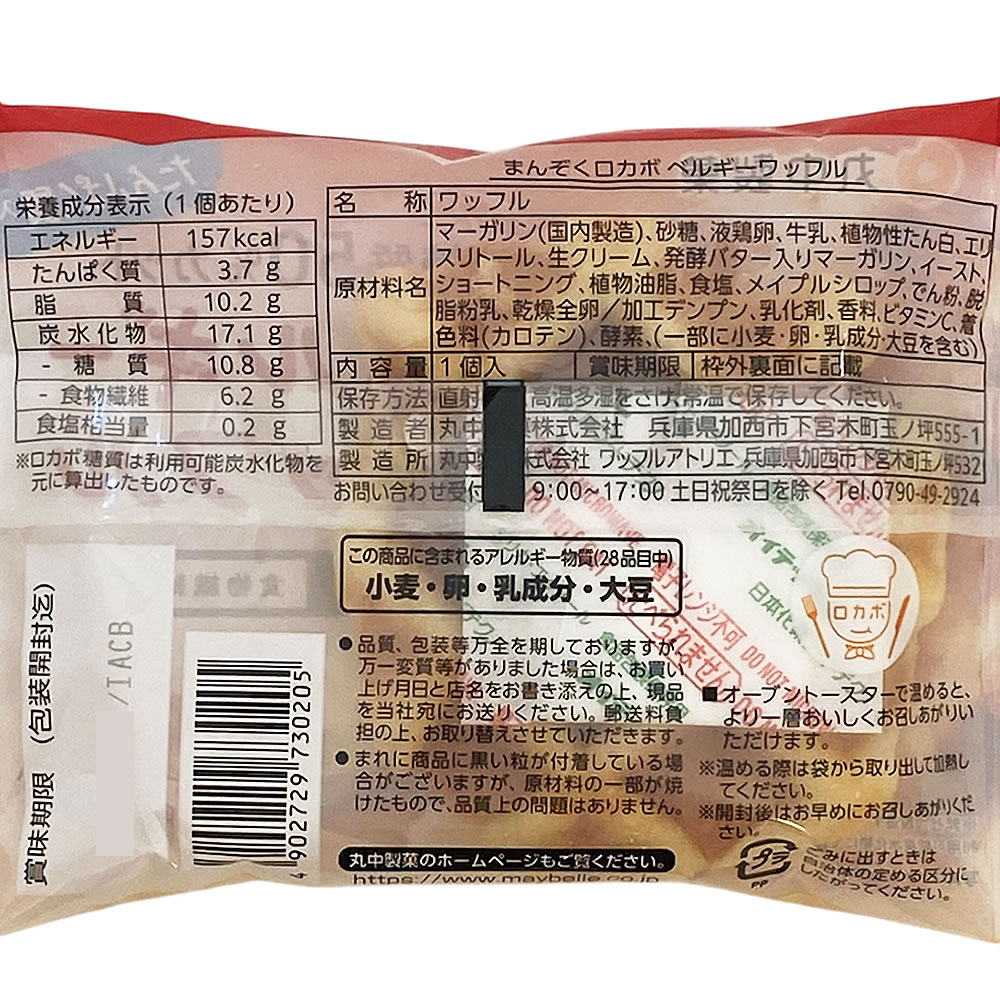 まんぞくロカボ ベルギーワッフル
栄養成分表示（1個あたり）
エネルギー 157kcal
たんぱく質 3.7 g
脂 質 10.2 g
炭水化物 17.1 g
- 糖 質 10.8 g
- 食物繊維 6.2 g
食塩相当量 0.2 g
※ロカボ糖質は利用可能炭水化物を
元に算出したものです。
名 称 ワッフル
原材料名 マーガリン(国内製造)、砂糖、液鶏卵、牛乳、植物性たん白、エリ
スリトール、生クリーム、発酵バター入りマーガリン、イースト、
ショートニング、植物油脂、食塩、メイプルシロップ、でん粉、脱
脂粉乳、乾燥全卵／加工デンプン、乳化剤、香料、ビタミンC、着
色料(カロテン)、酵素、(一部に小麦・卵・乳成分・大豆を含む)
内容量 1個入 賞味期限 枠外裏面に記載
保存方法 直射 高温多湿をさけ、常温で保存してください。
製造者 丸中 株式会社 兵庫県加西市下宮木町玉ノ坪555-1
製造所 丸中 株式会社 ワッフルアトリエ 兵庫県加西市下宮木町玉ノ坪532
お問い合わせ受付 9:00～17:00 土日祝祭日を除く Tel.0790-49-2924
この商品に含まれるアレルギー物質(28品目中)
小麦・卵・乳成分・大豆
●品質、包装等万全を期しておりますが、
万一変質等がありました場合は、お買い
上げ月日と店名をお書き添えの上、現品
を当社宛にお送りください。郵送料負
担の上、お取り替えさせていただきます。
●まれに商品に黒い粒が付着している場
合がございますが、原材料の一部が焼
けたもので、品質上の問題はありません。
丸中製菓のホームページもご覧ください。
https://www.maybelle.co.jp
ロカボ
■オーブントースターで温めると、
より一層おいしくお召しあがりい
ただけます。
※温める際は袋から取り出して加熱し
てください。
※開封後はお早めにお召しあがりくだ
さい。
プラ
PP
ごみに出すときは
自治体の定める区分に
したがってください。
賞味期限 (包装開封迄)
/IACB
4902729730205